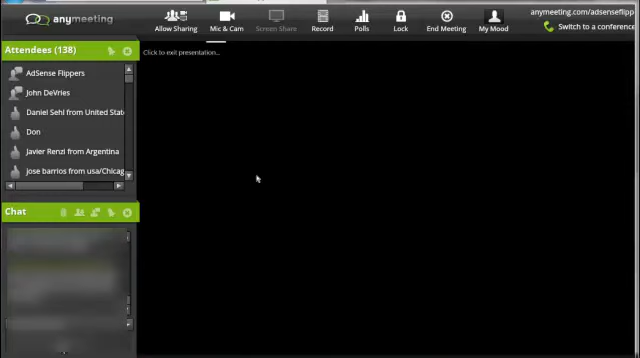 anymeeting
Allow Sharing
Mic & Cam
Screen Share
Record
Polls
Lock
End Meeting
My Mood
anymeeting.com/adsenseflipp
Switch to a conference
Attendees (138)
AdSense Flippers
John DeVries
Daniel Sehl from United Stat
Don
Javier Renzi from Argentina
jose barrios from usa/Chicag
Chat
Click to exit presentation...